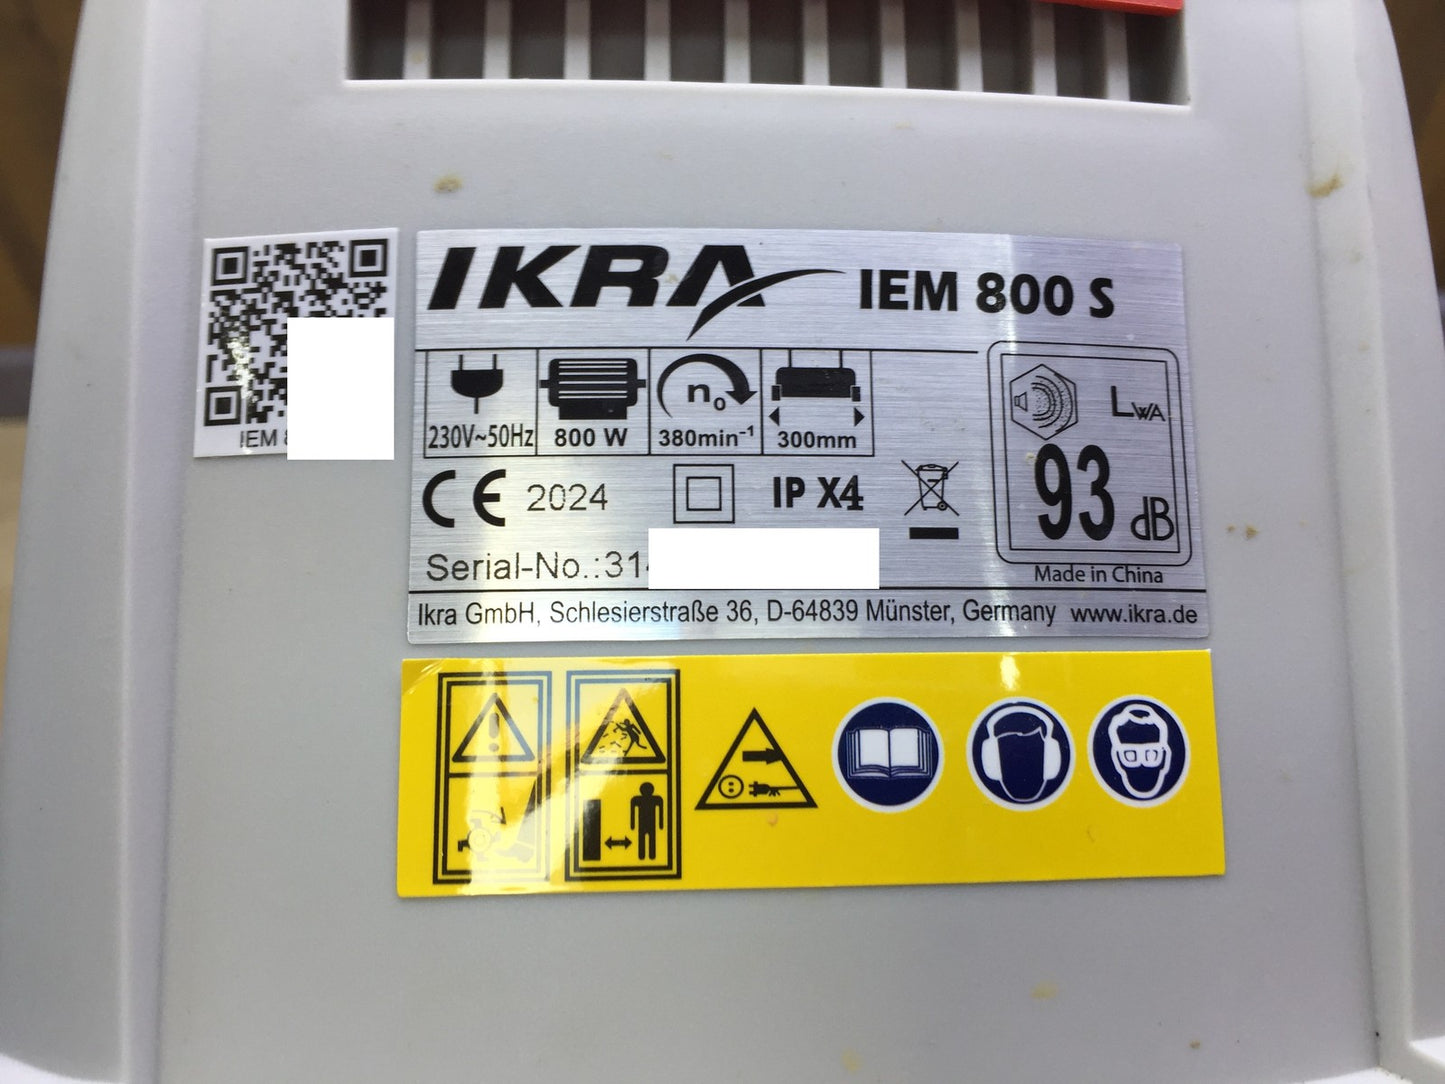 IKRA IEM 800 S
230V~50Hz 800 W n₀ 380min⁻¹ 300mm
LWA
93 dB
CE 2024 IP X4
Serial-No.:31
Made in China
Ikra GmbH, Schlesierstraße 36, D-64839 Münster, Germany www.ikra.de
IEM